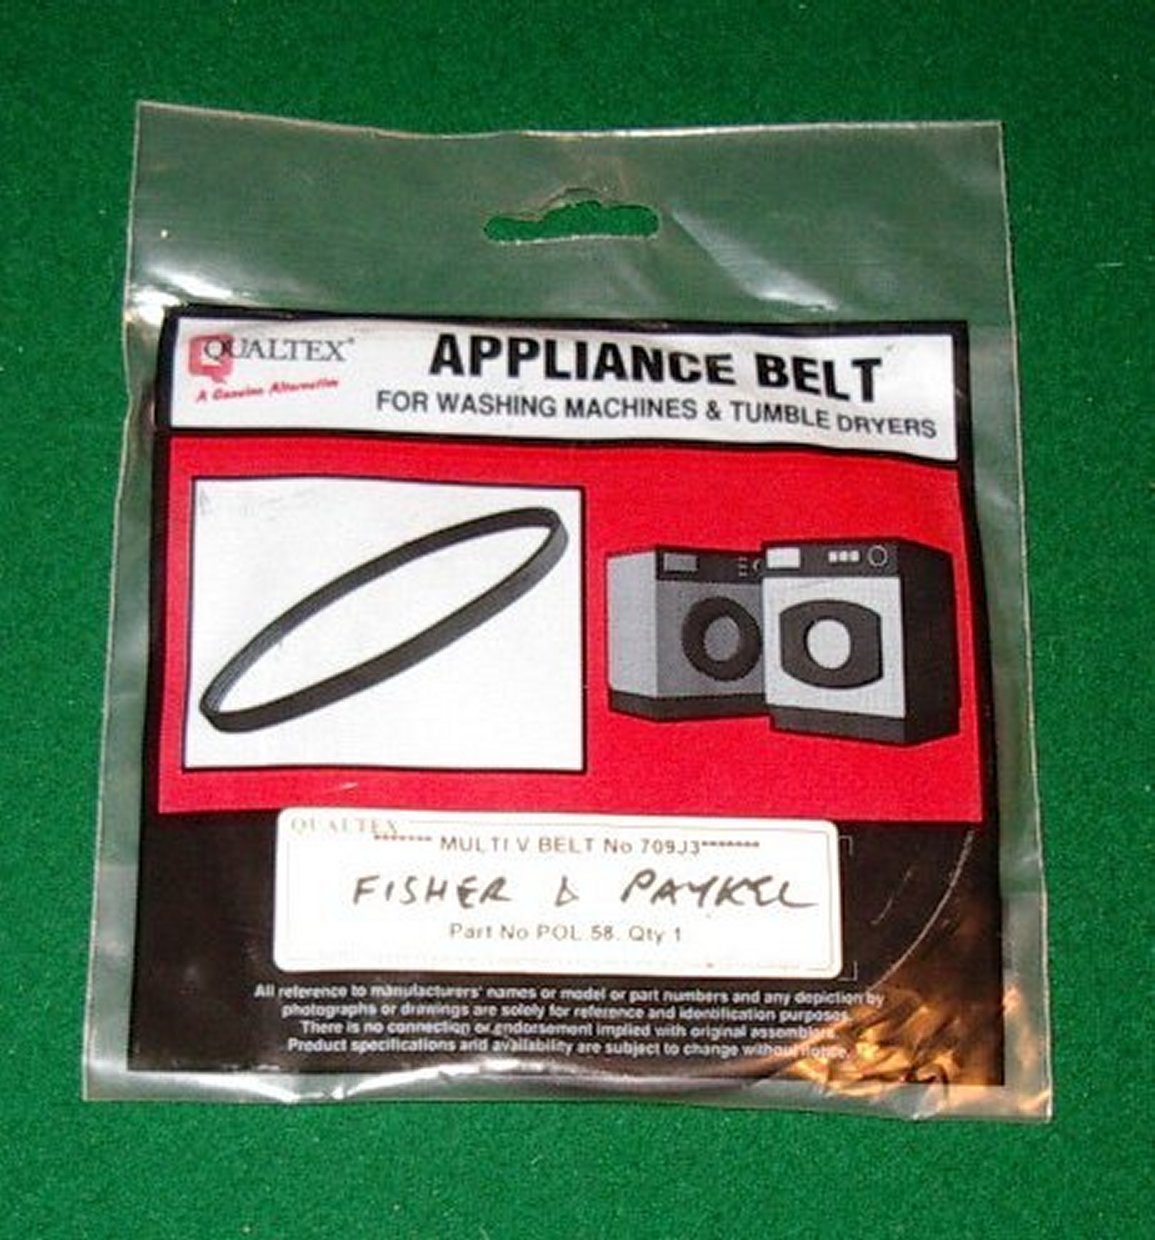 QUALTEX
A Genuine Alternative
APPLIANCE BELT
FOR WASHING MACHINES & TUMBLE DRYERS
QUALTEX
******* MULTI V BELT No 709J3*******
FISHER & PAYKEL
Part No POL 58. Qty 1
All reference to manufacturers' names or model or part numbers and any depiction by
photographs or drawings are solely for reference and identification purposes.
There is no connection or endorsement implied with original assemblers.
Product specifications and availability are subject to change without notice.